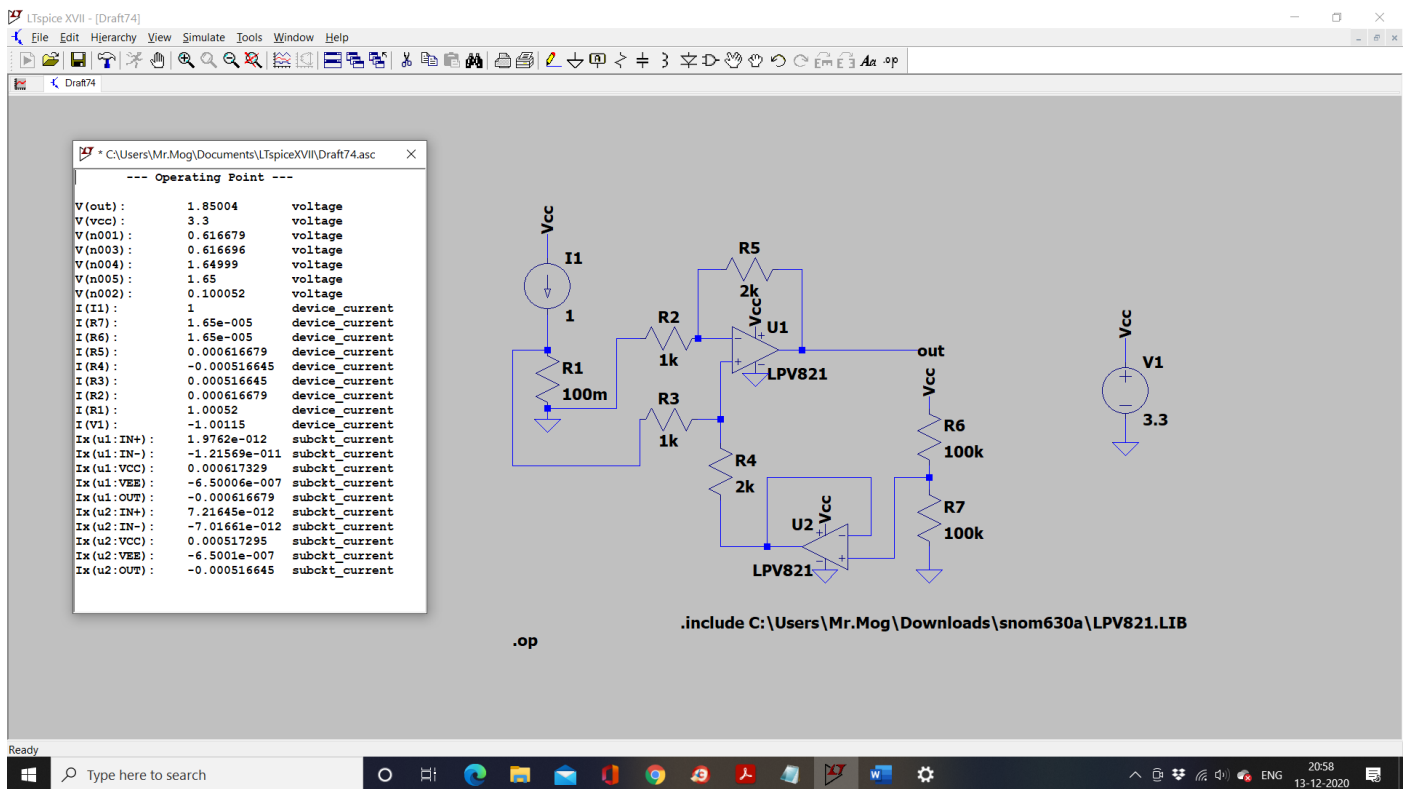 LTspice XVII - [Draft74]
File Edit Hierarchy View Simulate Tools Window Help
Aa .op
Draft74
* C:\Users\Mr.Mog\Documents\LTspiceXVII\Draft74.asc
--- Operating Point ---
V(out): 1.85004 voltage
V(vcc): 3.3 voltage
V(n001): 0.616679 voltage
V(n003): 0.616696 voltage
V(n004): 1.64999 voltage
V(n005): 1.65 voltage
V(n002): 0.100052 voltage
I(I1): 1 device_current
I(R7): 1.65e-005 device_current
I(R6): 1.65e-005 device_current
I(R5): 0.000616679 device_current
I(R4): -0.000516645 device_current
I(R3): 0.000516645 device_current
I(R2): 0.000616679 device_current
I(R1): 1.00052 device_current
I(V1): -1.00115 device_current
Ix(u1:IN+): 1.9762e-012 subckt_current
Ix(u1:IN-): -1.21569e-011 subckt_current
Ix(u1:VCC): 0.000617329 subckt_current
Ix(u1:VEE): -6.50006e-007 subckt_current
Ix(u1:OUT): -0.000616679 subckt_current
Ix(u2:IN+): 7.21645e-012 subckt_current
Ix(u2:IN-): -7.01661e-012 subckt_current
Ix(u2:VCC): 0.000517295 subckt_current
Ix(u2:VEE): -6.5001e-007 subckt_current
Ix(u2:OUT): -0.000516645 subckt_current
Vcc
I1
1
R1
100m
R2
1k
R3
1k
R5
2k
Vcc
U1
LPV821
out
R4
2k
Vcc
R6
100k
R7
100k
U2
Vcc
LPV821
Vcc
V1
3.3
.include C:\Users\Mr.Mog\Downloads\snom630a\LPV821.LIB
.op
Ready
Type here to search
ENG
20:58
13-12-2020